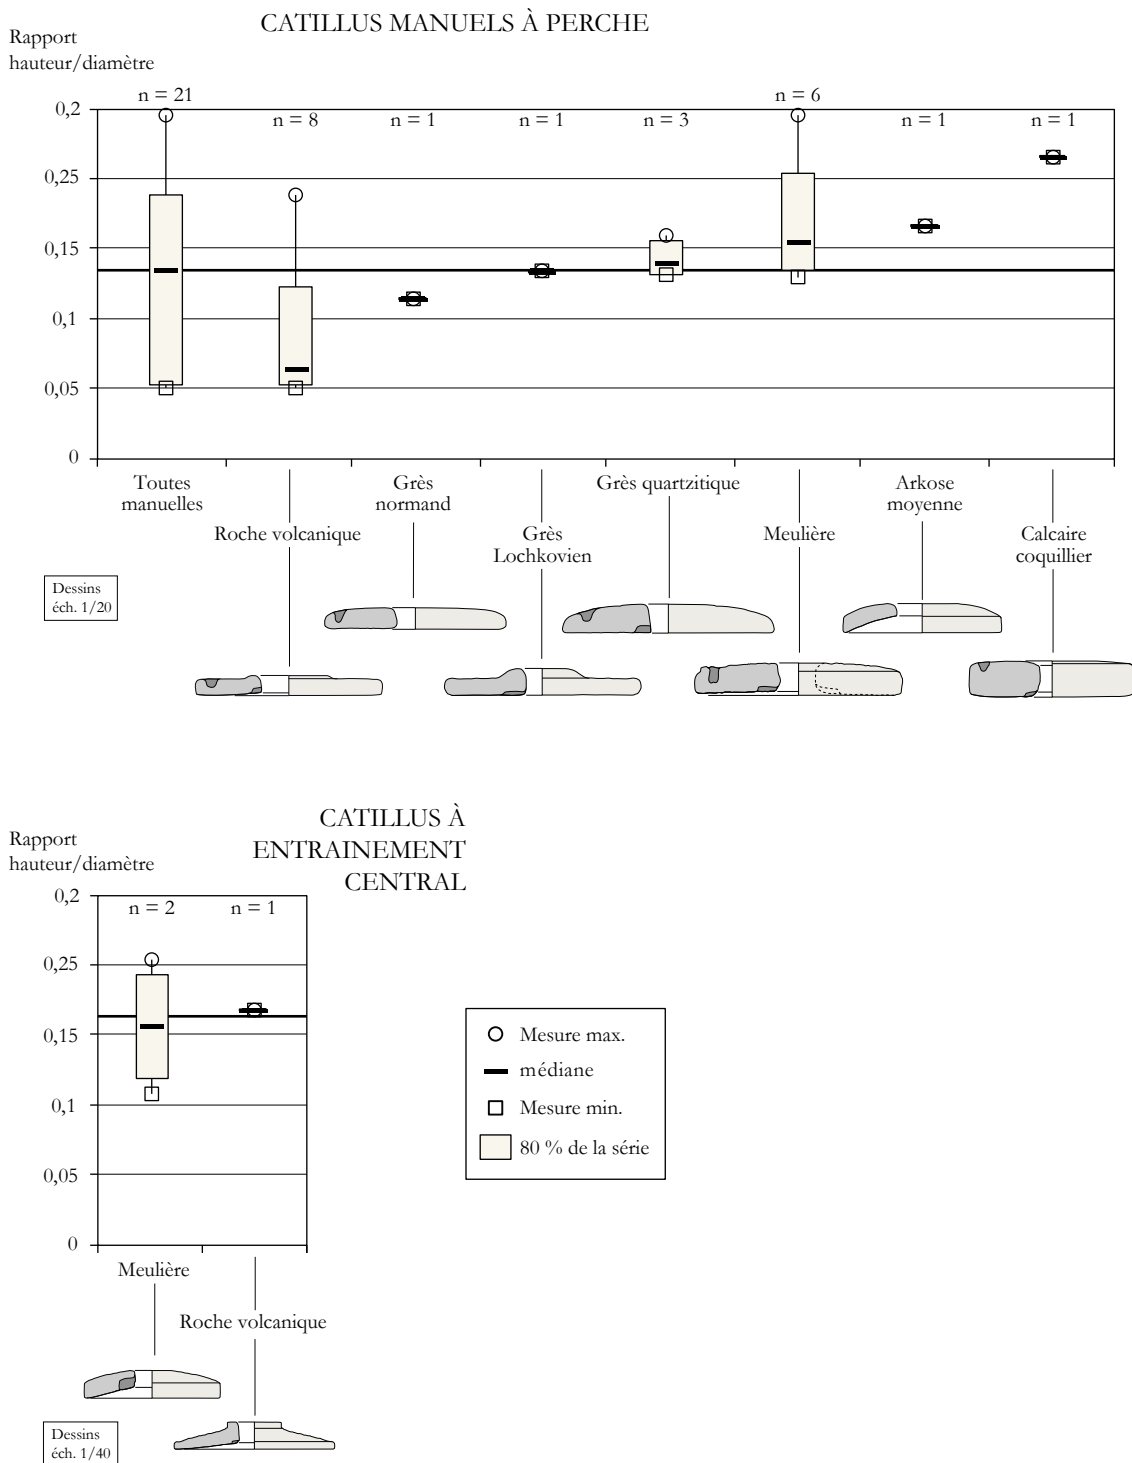 CATILLUS MANUELS À PERCHE
Rapport
hauteur/diamètre
n = 21
n = 8
n = 1
n = 1
n = 3
n = 6
n = 1
n = 1
0,2
0,25
0,15
0,1
0,05
0
Toutes
manuelles
Roche volcanique
Grès
normand
Grès
Lochkovien
Grès quartzitique
Meulière
Arkose
moyenne
Calcaire
coquillier
Dessins
éch. 1/20
CATILLUS À
ENTRAINEMENT
CENTRAL
Rapport
hauteur/diamètre
n = 2
n = 1
0,2
0,25
0,15
0,1
0,05
0
Mesure max.
médiane
Mesure min.
80 % de la série
Meulière
Roche volcanique
Dessins
éch. 1/40